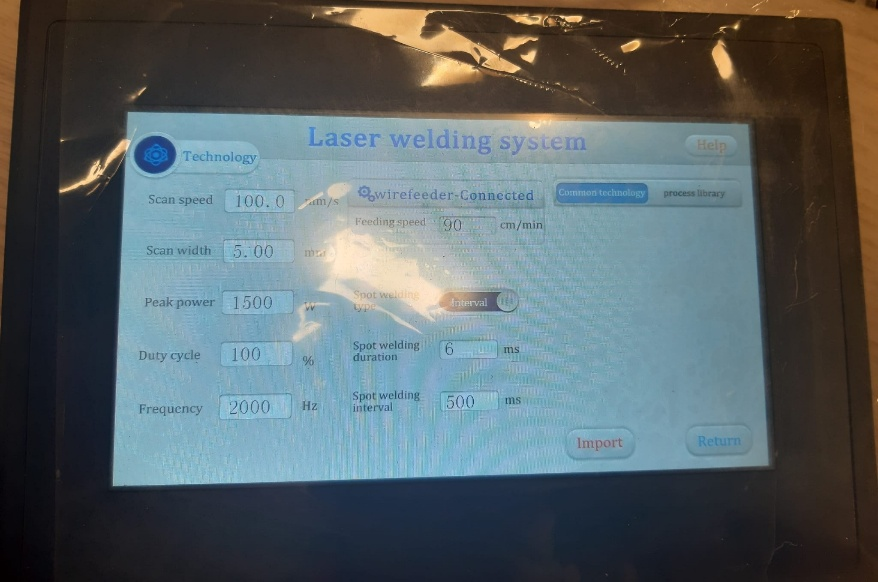 Laser welding system
Help
Technology
Scan speed 100.0 mm/s
wirefeeder-Connected
Common technology process library
Feeding speed 90 cm/min
Scan width 5.00 mm
Peak power 1500 W
Spot welding type Interval
Duty cycle 100 %
Spot welding duration 6 ms
Frequency 2000 Hz
Spot welding interval 500 ms
Import Return